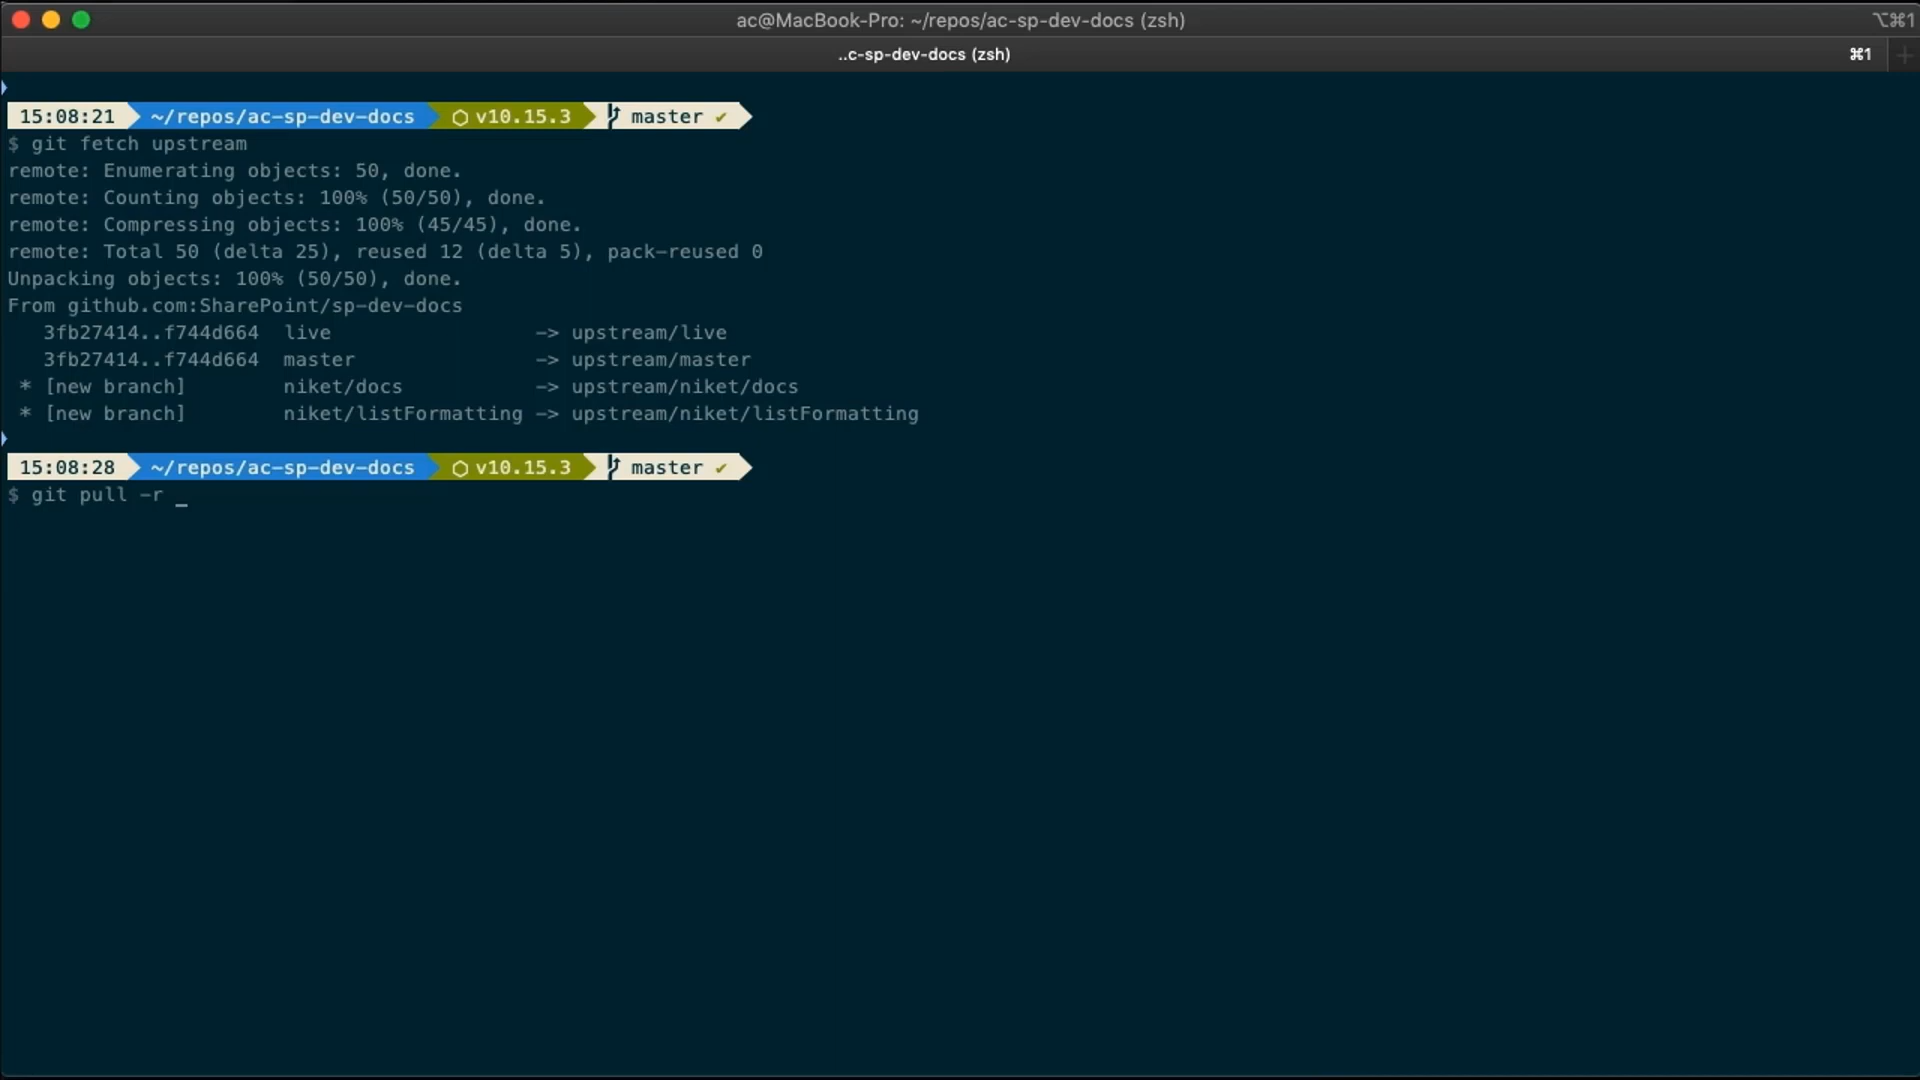 ac@MacBook-Pro: ~/repos/ac-sp-dev-docs (zsh)
⌥⌘1
..c-sp-dev-docs (zsh)
⌘1
15:08:21 ~/repos/ac-sp-dev-docs v10.15.3 master ✔
$ git fetch upstream
remote: Enumerating objects: 50, done.
remote: Counting objects: 100% (50/50), done.
remote: Compressing objects: 100% (45/45), done.
remote: Total 50 (delta 25), reused 12 (delta 5), pack-reused 0
Unpacking objects: 100% (50/50), done.
From github.com:SharePoint/sp-dev-docs
3fb27414..f744d664 live -> upstream/live
3fb27414..f744d664 master -> upstream/master
* [new branch] niket/docs -> upstream/niket/docs
* [new branch] niket/listFormatting -> upstream/niket/listFormatting
15:08:28 ~/repos/ac-sp-dev-docs v10.15.3 master ✔
$ git pull -r _